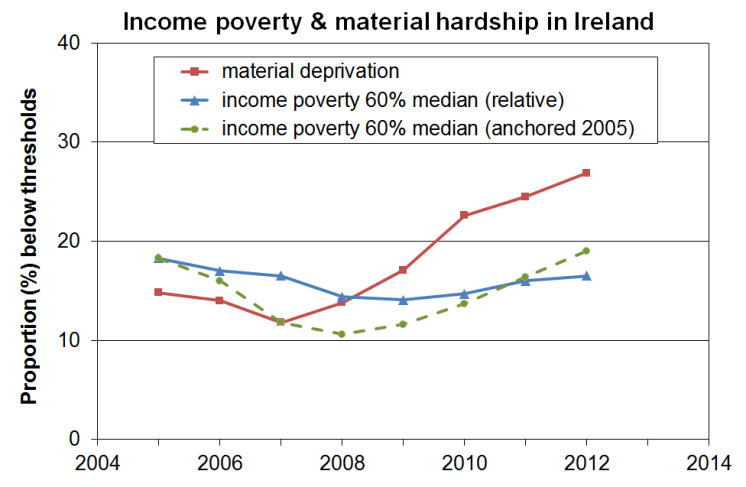 Income poverty & material hardship in Ireland
40
material deprivation
income poverty 60% median (relative)
income poverty 60% median (anchored 2005)
30
20
10
0
Proportion (%) below thresholds
2004 2006 2008 2010 2012 2014